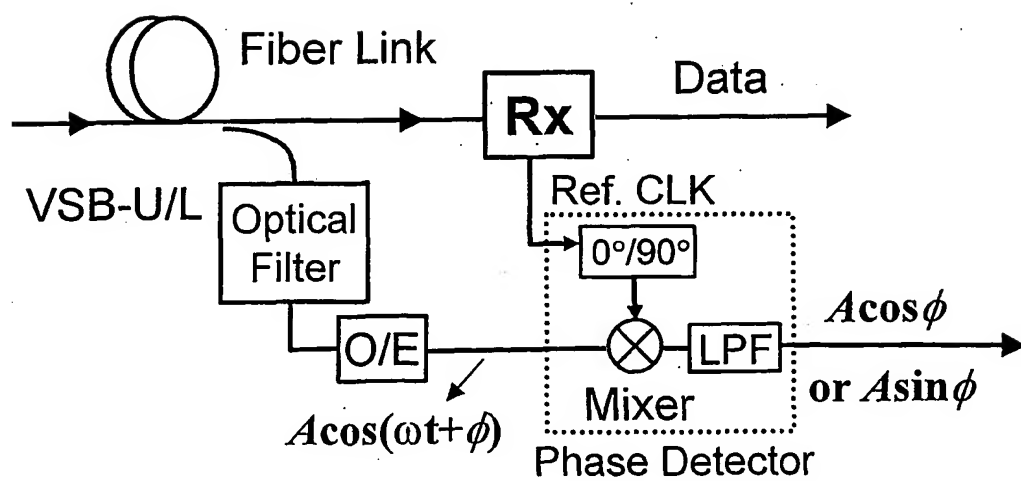 Fiber Link
Rx
Data
VSB-U/L
Ref. CLK
Optical
Filter
0°/90°
O/E
LPF
Mixer
Acosϕ
or Asinϕ
Acos(ωt+ϕ)
Phase Detector